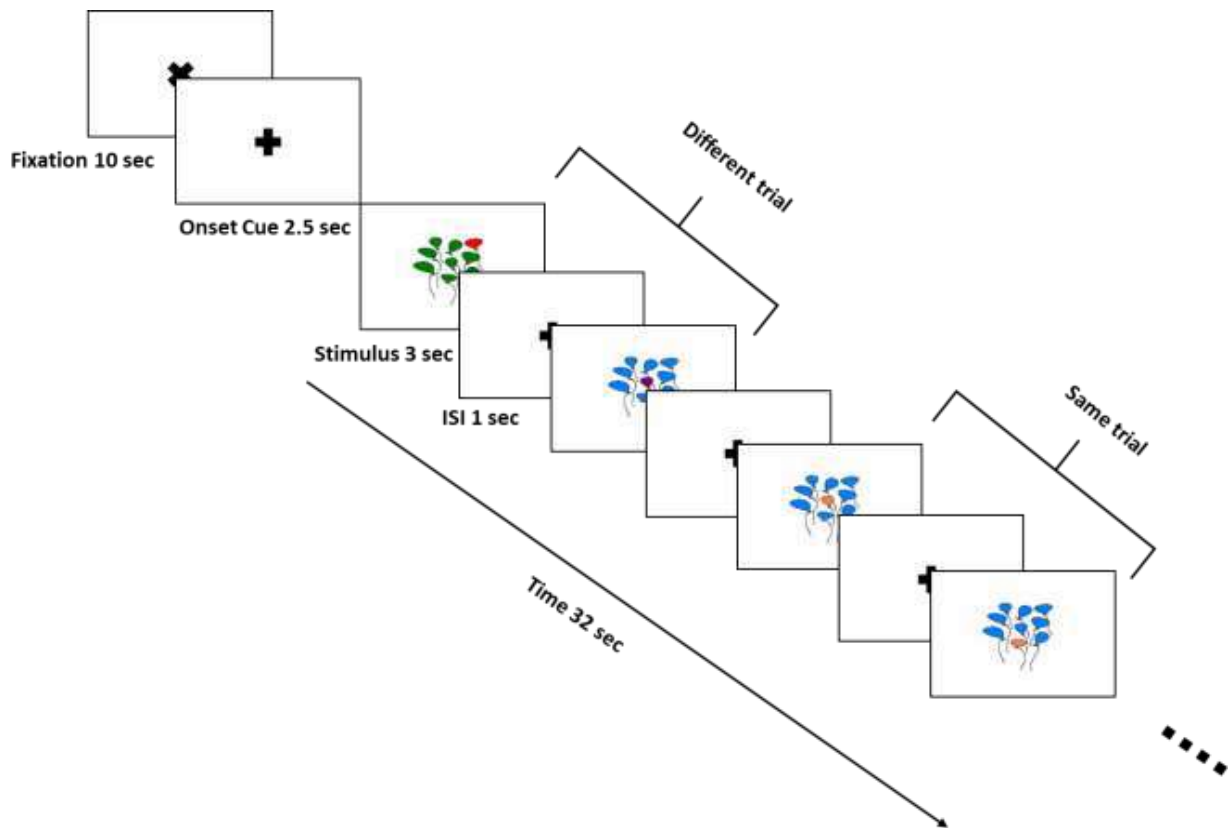 Fixation 10 sec
Onset Cue 2.5 sec
Stimulus 3 sec
ISI 1 sec
Different trial
Same trial
Time 32 sec